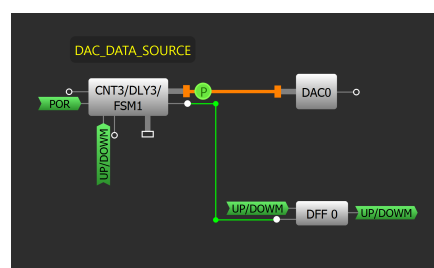 DAC_DATA_SOURCE
CNT3/DLY3/
FSM1
P
DAC0
POR
UP/DOWM
UP/DOWM
DFF 0
UP/DOWM